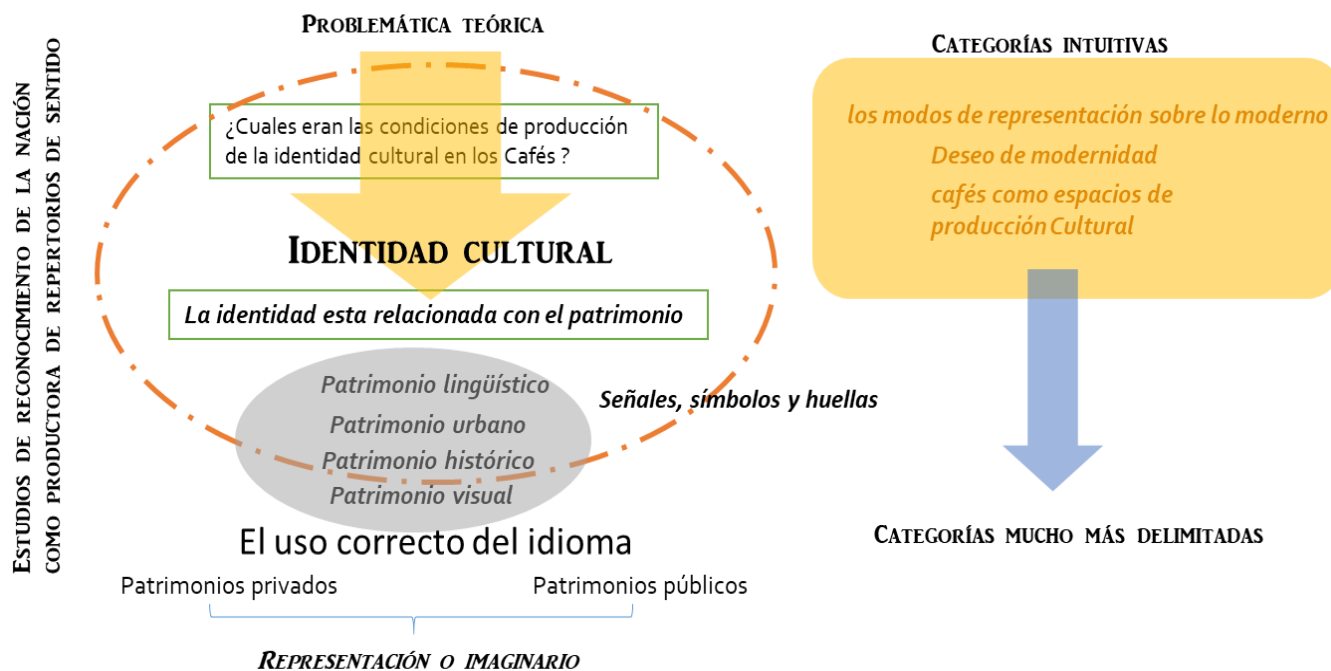 ESTUDIOS DE RECONOCIMIENTO DE LA NACIÓN
COMO PRODUCTORA DE REPERTORIOS DE SENTIDO
PROBLEMÁTICA TEÓRICA
¿Cuales eran las condiciones de producción
de la identidad cultural en los Cafés ?
IDENTIDAD CULTURAL
La identidad esta relacionada con el patrimonio
Patrimonio lingüístico
Patrimonio urbano
Patrimonio histórico
Patrimonio visual
Señales, símbolos y huellas
El uso correcto del idioma
Patrimonios privados
Patrimonios públicos
REPRESENTACIÓN O IMAGINARIO
CATEGORÍAS INTUITIVAS
los modos de representación sobre lo moderno
Deseo de modernidad
cafés como espacios de
producción Cultural
CATEGORÍAS MUCHO MÁS DELIMITADAS